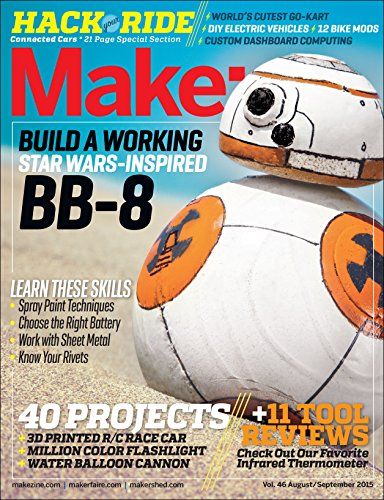 HACK your RIDE
Connected Cars * 21 Page Special Section
WORLD'S CUTEST GO-KART
DIY ELECTRIC VEHICLES / 12 BIKE MODS
CUSTOM DASHBOARD COMPUTING
Make:
BUILD A WORKING
STAR WARS-INSPIRED
BB-8
LEARN THESE SKILLS
• Spray Paint Techniques
• Choose the Right Battery
• Work with Sheet Metal
• Know Your Rivets
40 PROJECTS
+ 3D PRINTED R/C RACE CAR
+ MILLION COLOR FLASHLIGHT
+ WATER BALLOON CANNON
+11 TOOL
REVIEWS
Check Out Our Favorite
Infrared Thermometer
makezine.com | makerfaire.com | makershed.com
Vol. 46 August/September 2015